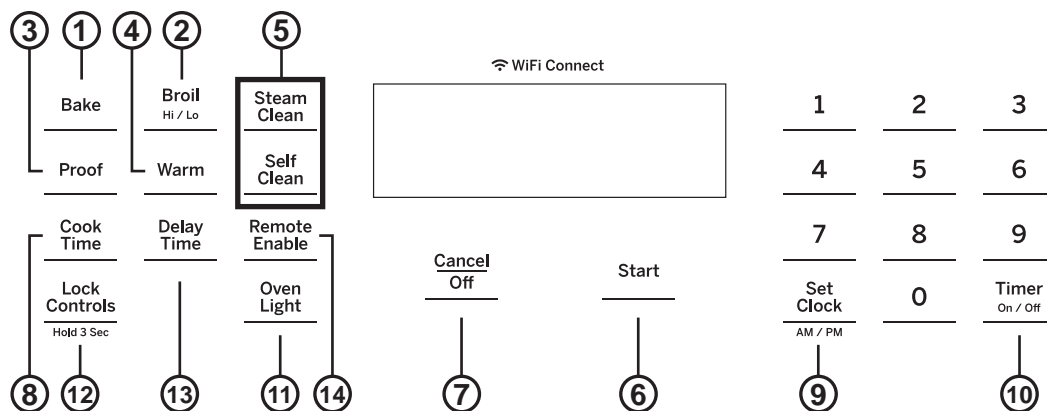 3 1 4 2 5
WiFi Connect
Bake
Broil
Hi / Lo
Steam
Clean
1 2 3
Proof
Warm
Self
Clean
4 5 6
Cook
Time
Delay
Time
Remote
Enable
7 8 9
Lock
Controls
Hold 3 Sec
Oven
Light
Cancel
Off
Start
Set
Clock
AM / PM
0
Timer
On / Off
8 12 13 11 14 7 6 9 10